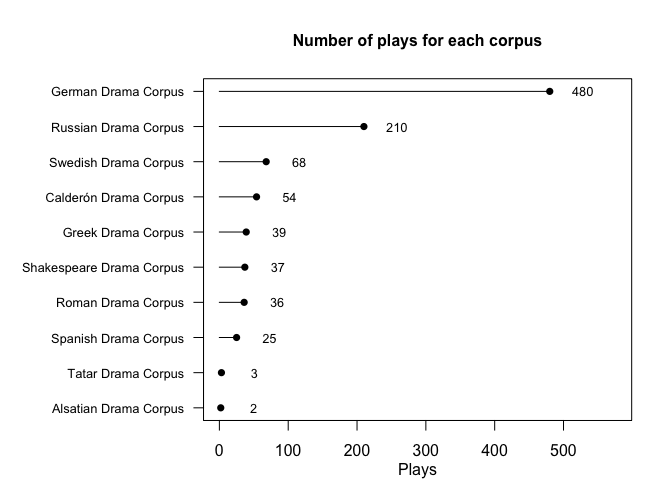 Number of plays for each corpus
German Drama Corpus 480
Russian Drama Corpus 210
Swedish Drama Corpus 68
Calderón Drama Corpus 54
Greek Drama Corpus 39
Shakespeare Drama Corpus 37
Roman Drama Corpus 36
Spanish Drama Corpus 25
Tatar Drama Corpus 3
Alsatian Drama Corpus 2
0 100 200 300 400 500
Plays